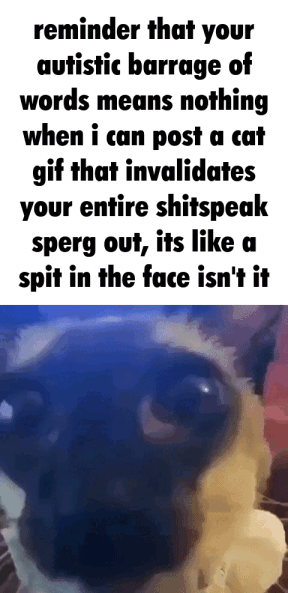 reminder that your
autistic barrage of
words means nothing
when i can post a cat
gif that invalidates
your entire shitspeak
sperg out, its like a
spit in the face isn't it